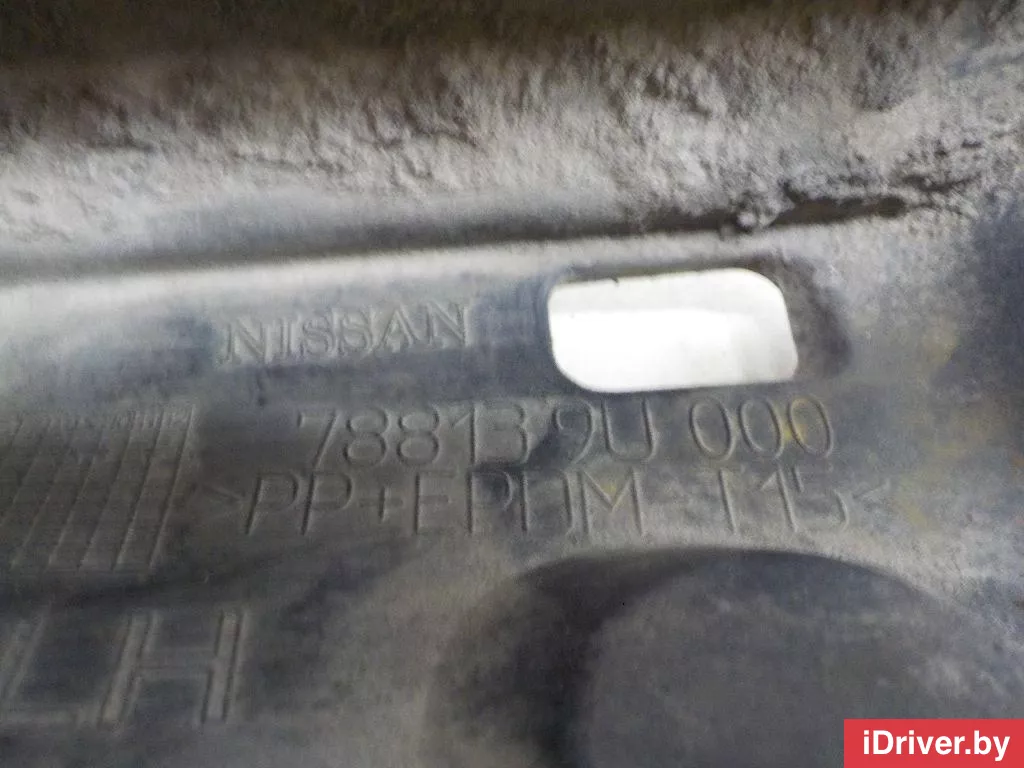 NISSAN
78813 9U 000
>PP+EPDM-T15<
LH
iDriver.by